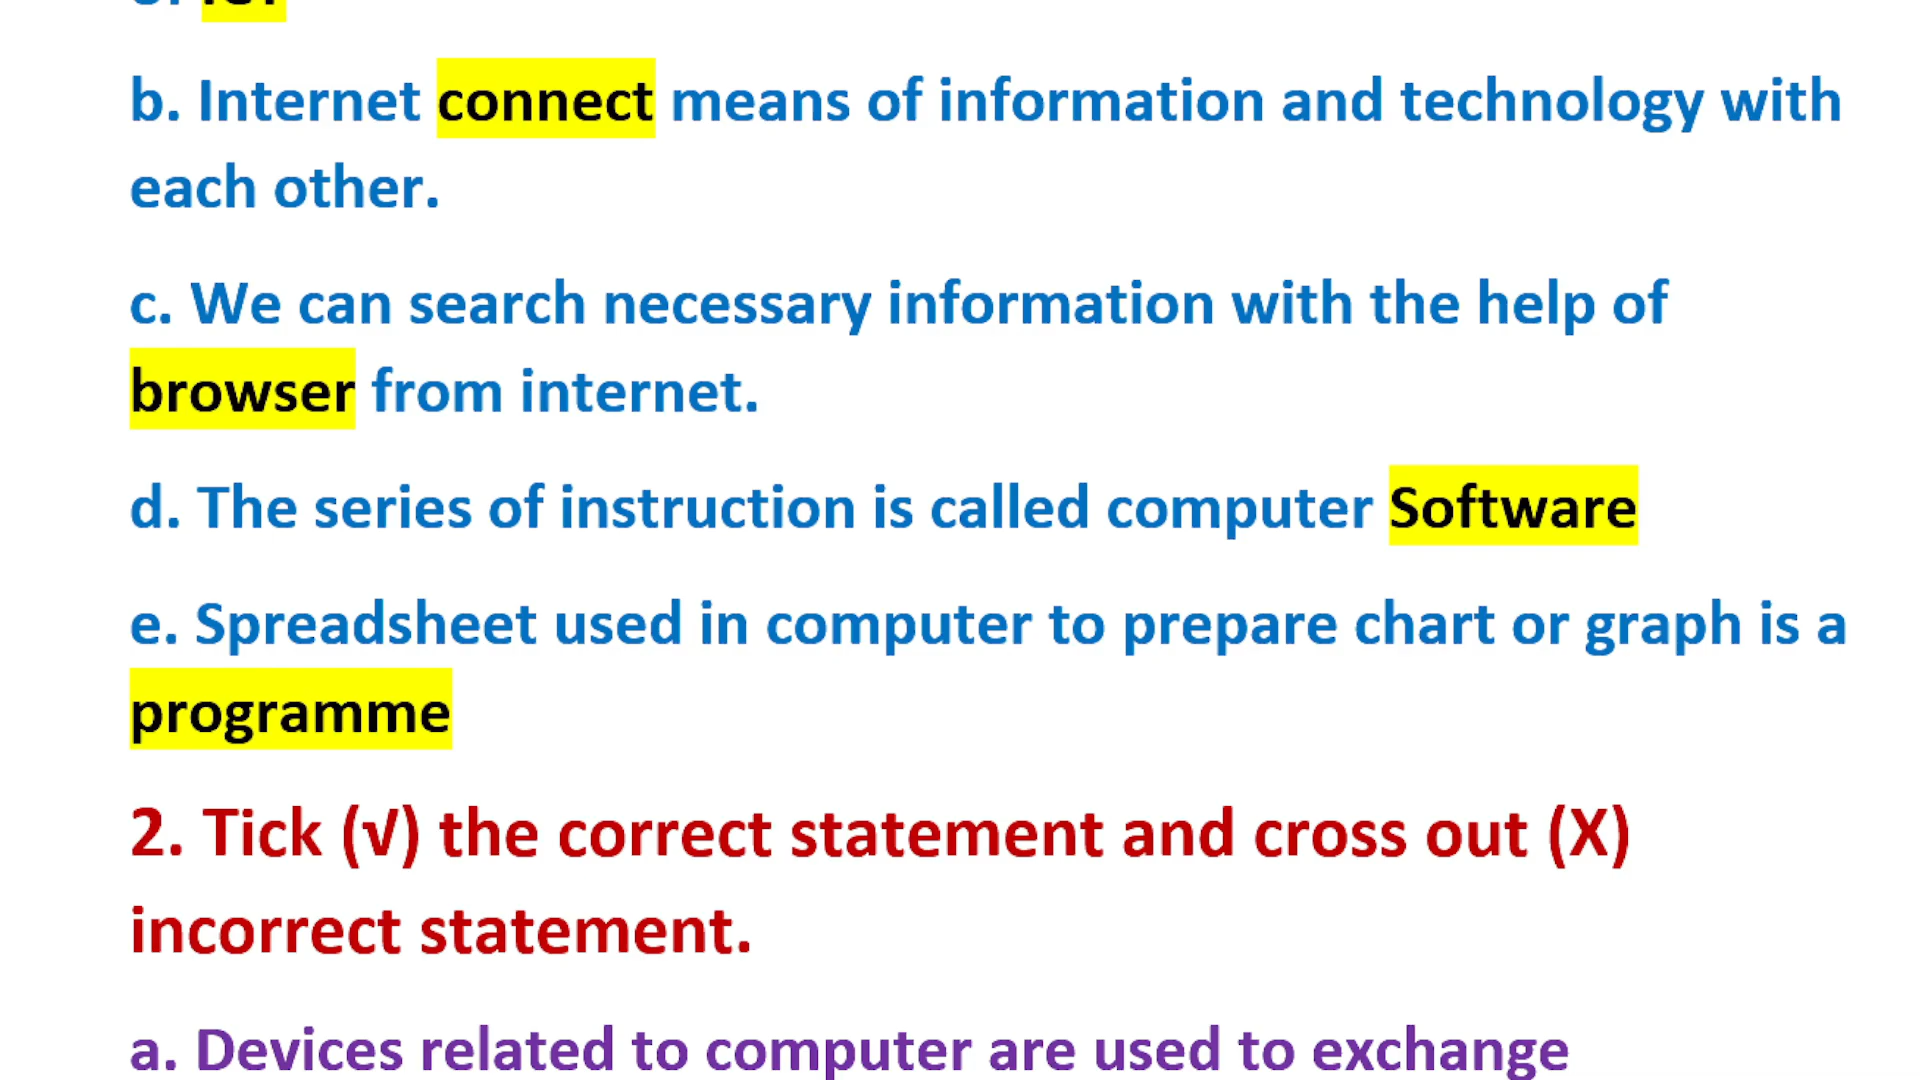 b. Internet connect means of information and technology with
each other.
c. We can search necessary information with the help of
browser from internet.
d. The series of instruction is called computer Software
e. Spreadsheet used in computer to prepare chart or graph is a
programme
2. Tick (√) the correct statement and cross out (X)
incorrect statement.
a. Devices related to computer are used to exchange